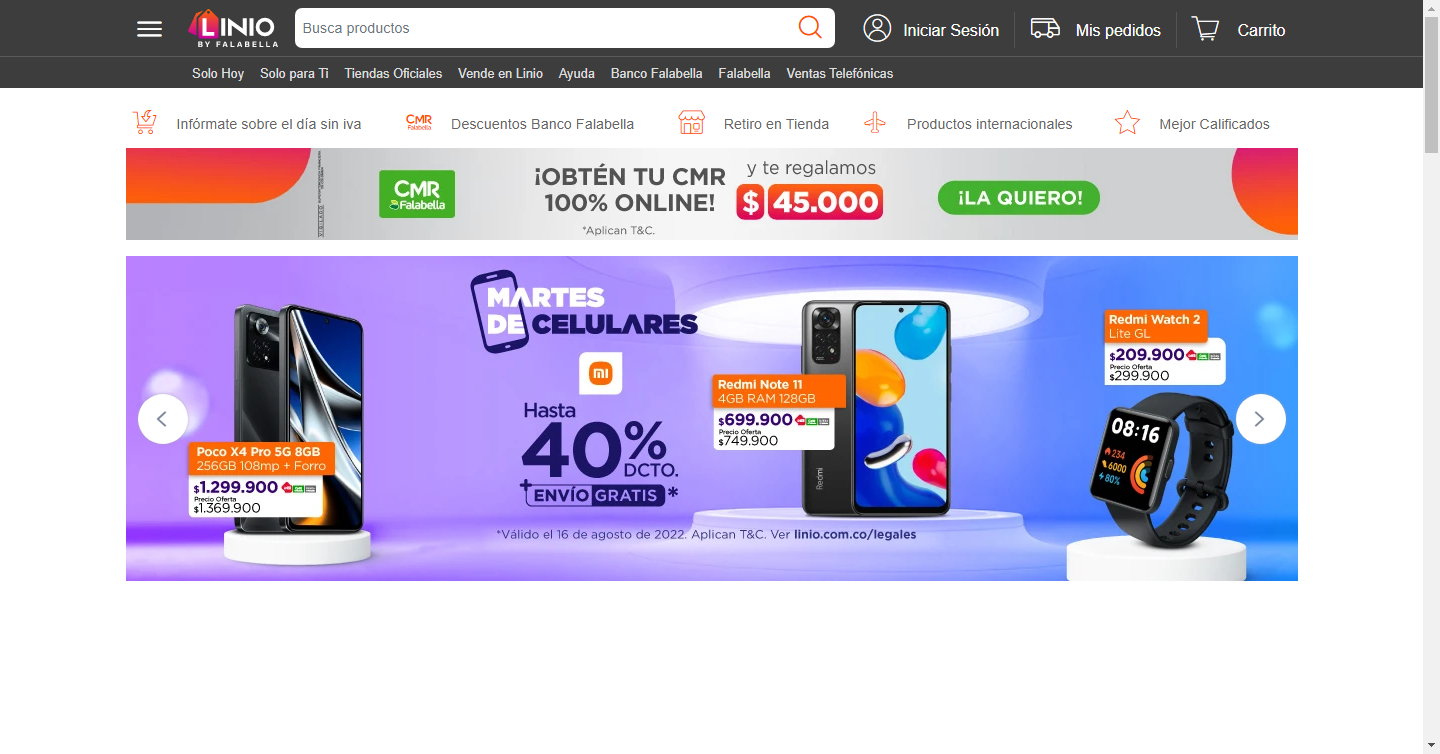 LINIO
BY FALABELLA
Busca productos
Iniciar Sesión
Mis pedidos
Carrito
Solo Hoy
Solo para Ti
Tiendas Oficiales
Vende en Linio
Ayuda
Banco Falabella
Falabella
Ventas Telefónicas
Infórmate sobre el día sin iva
CMR
Falabella
Descuentos Banco Falabella
Retiro en Tienda
Productos internacionales
Mejor Calificados
CMR
Falabella
¡OBTÉN TU CMR
100% ONLINE!
y te regalamos
$ 45.000
*Aplican T&C.
¡LA QUIERO!
MARTES
DE CELULARES
Hasta
40%
DCTO.
+ ENVÍO GRATIS *
Poco X4 Pro 5G 8GB
256GB 108mp + Forro
$1.299.900
Precio Oferta
$1.369.900
Redmi Note 11
4GB RAM 128GB
$699.900
Precio Oferta
$749.900
Redmi
Redmi Watch 2
Lite GL
$209.900
Precio Oferta
$299.900
08:16
234
6000
80%
*Válido el 16 de agosto de 2022. Aplican T&C. Ver linio.com.co/legales